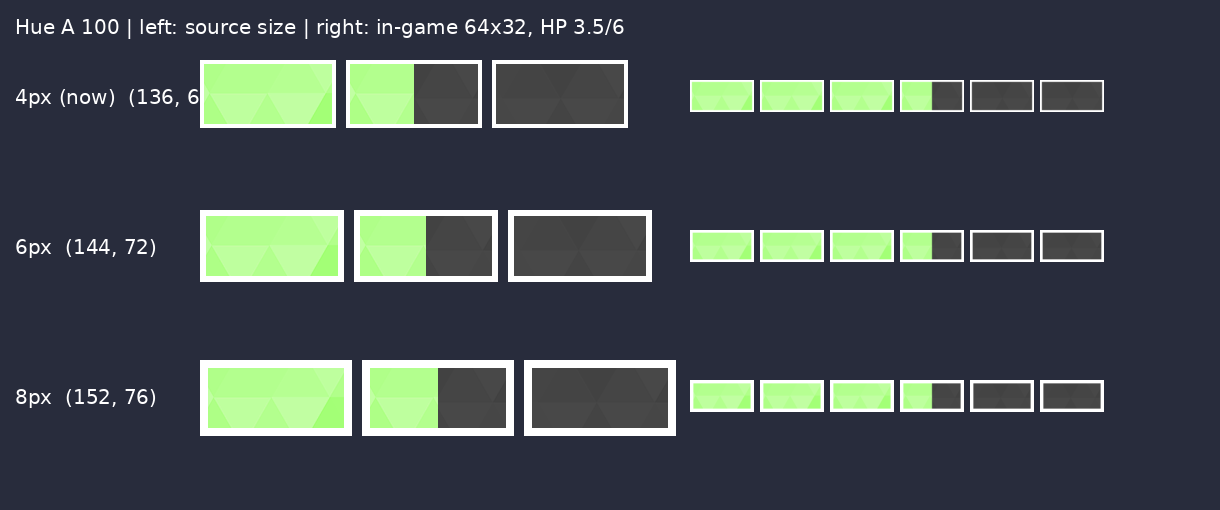 Hue A 100 | left: source size | right: in-game 64x32, HP 3.5/6
4px (now)  (136, 6
6px  (144, 72)
8px  (152, 76)